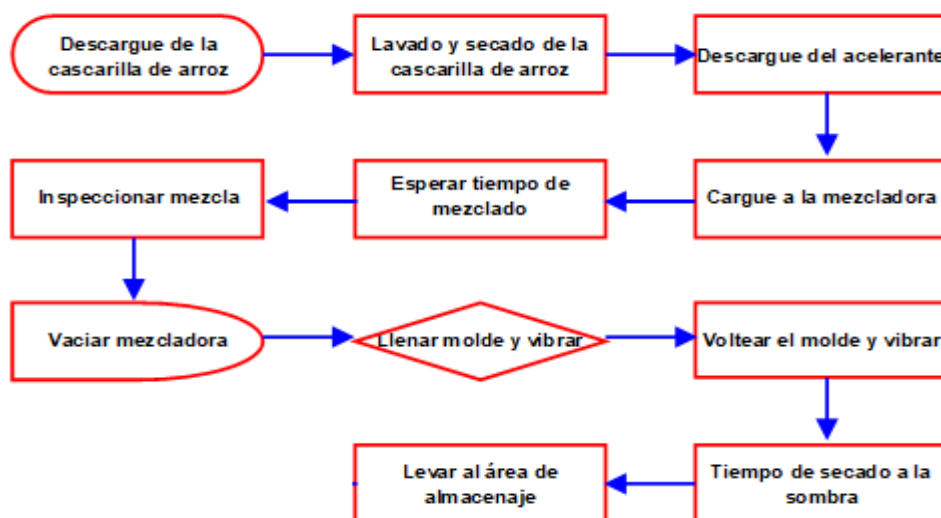 Descargue de la
cascarilla de arroz
Lavado y secado de la
cascarilla de arroz
Descargue del acelerante
Cargue a la mezcladora
Esperar tiempo de
mezclado
Inspeccionar mezcla
Vaciar mezcladora
Llenar molde y vibrar
Voltear el molde y vibrar
Tiempo de secado a la
sombra
Levar al área de
almacenaje